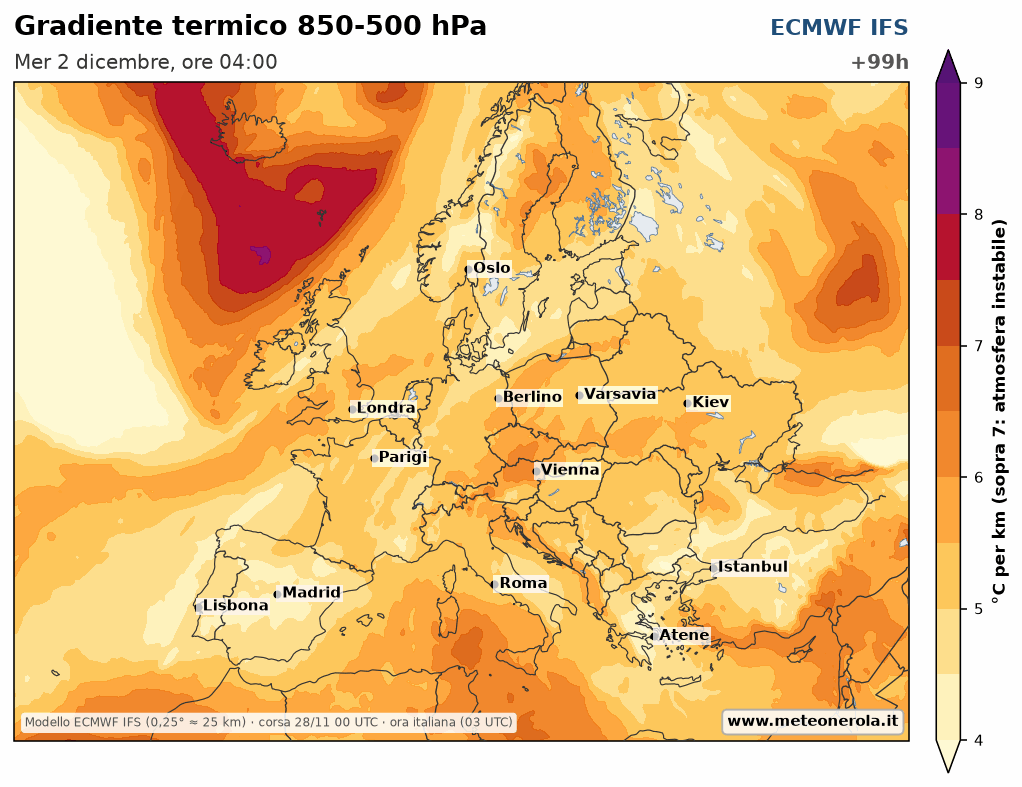 Gradiente termico 850-500 hPa
ECMWF IFS
Mer 2 dicembre, ore 04:00
+99h
9
8
7
6
5
4
°C per km (sopra 7: atmosfera instabile)
Oslo
Londra
Berlino
Varsavia
Kiev
Parigi
Vienna
Istanbul
Roma
Madrid
Lisbona
Atene
Modello ECMWF IFS (0,25° ≈ 25 km) · corsa 28/11 00 UTC · ora italiana (03 UTC)
www.meteonerola.it